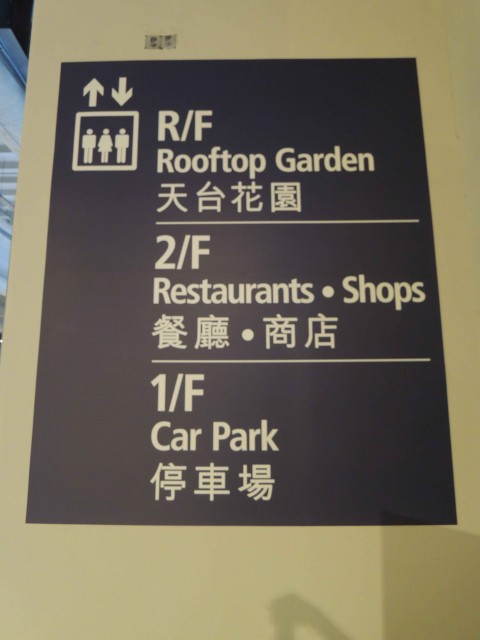 R/F
Rooftop Garden
天台花園
2/F
Restaurants • Shops
餐廳 • 商店
1/F
Car Park
停車場